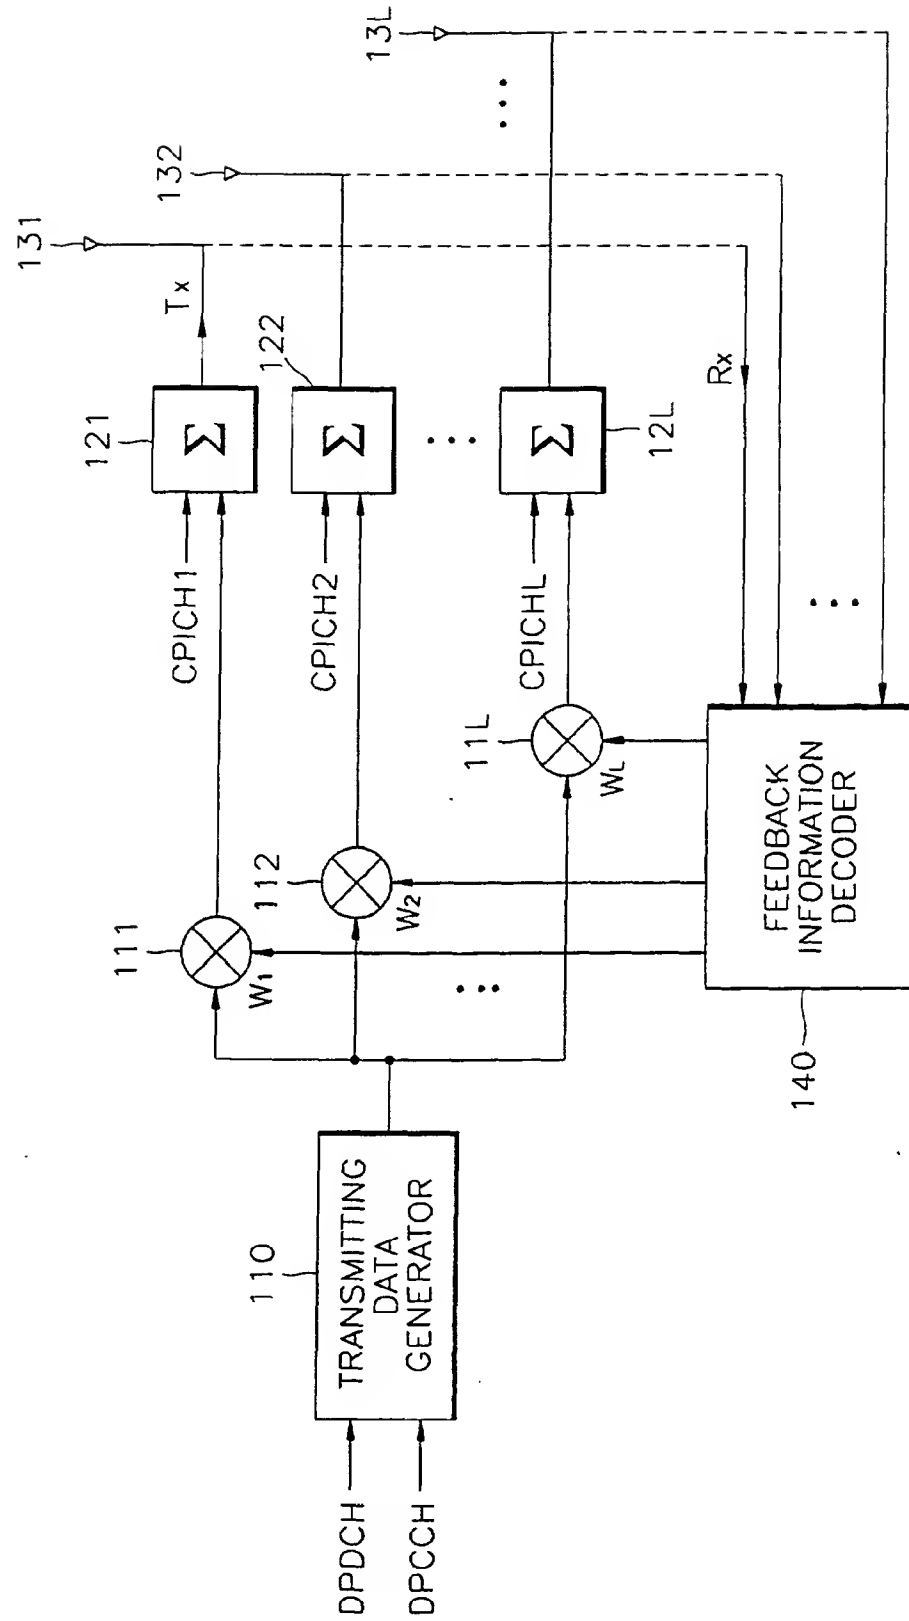 131
132
13L
Tx
121
122
12L
Σ
Σ
Σ
Rx
CPICH1
CPICH2
CPICHL
111
112
11L
W1
W2
WL
110
TRANSMITTING
DATA
GENERATOR
DPDCH
DPCCH
FEEDBACK
INFORMATION
DECODER
140